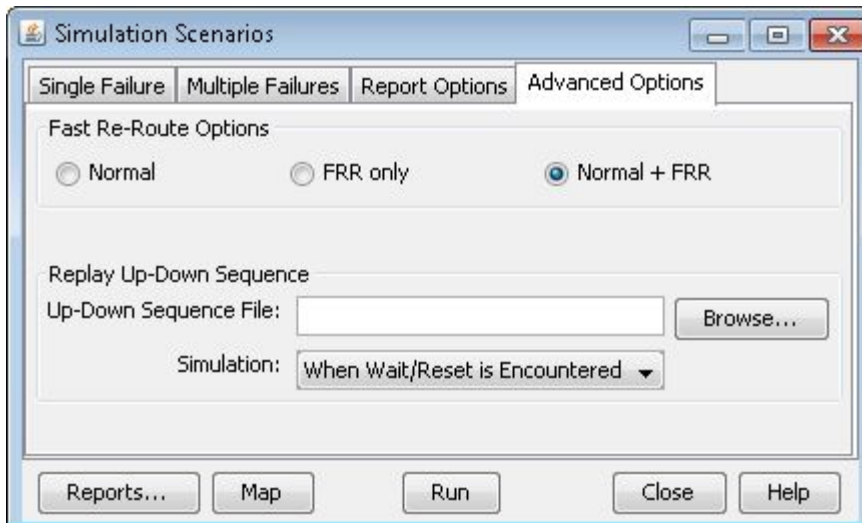 Simulation Scenarios
Single Failure Multiple Failures Report Options Advanced Options
Fast Re-Route Options
Normal FRR only Normal + FRR
Replay Up-Down Sequence
Up-Down Sequence File: Browse...
Simulation: When Wait/Reset is Encountered
Reports... Map Run Close Help